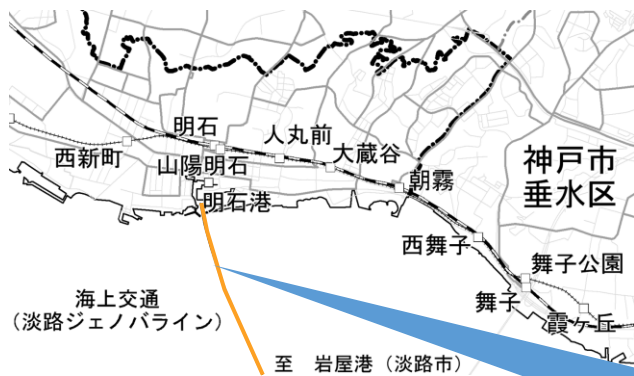 明石
人丸前
西新町
山陽明石
大蔵谷
朝霧
神戸市
垂水区
明石港
西舞子
舞子公園
舞子
霞ヶ丘
海上交通
（淡路ジェノバライン）
至 岩屋港（淡路市）